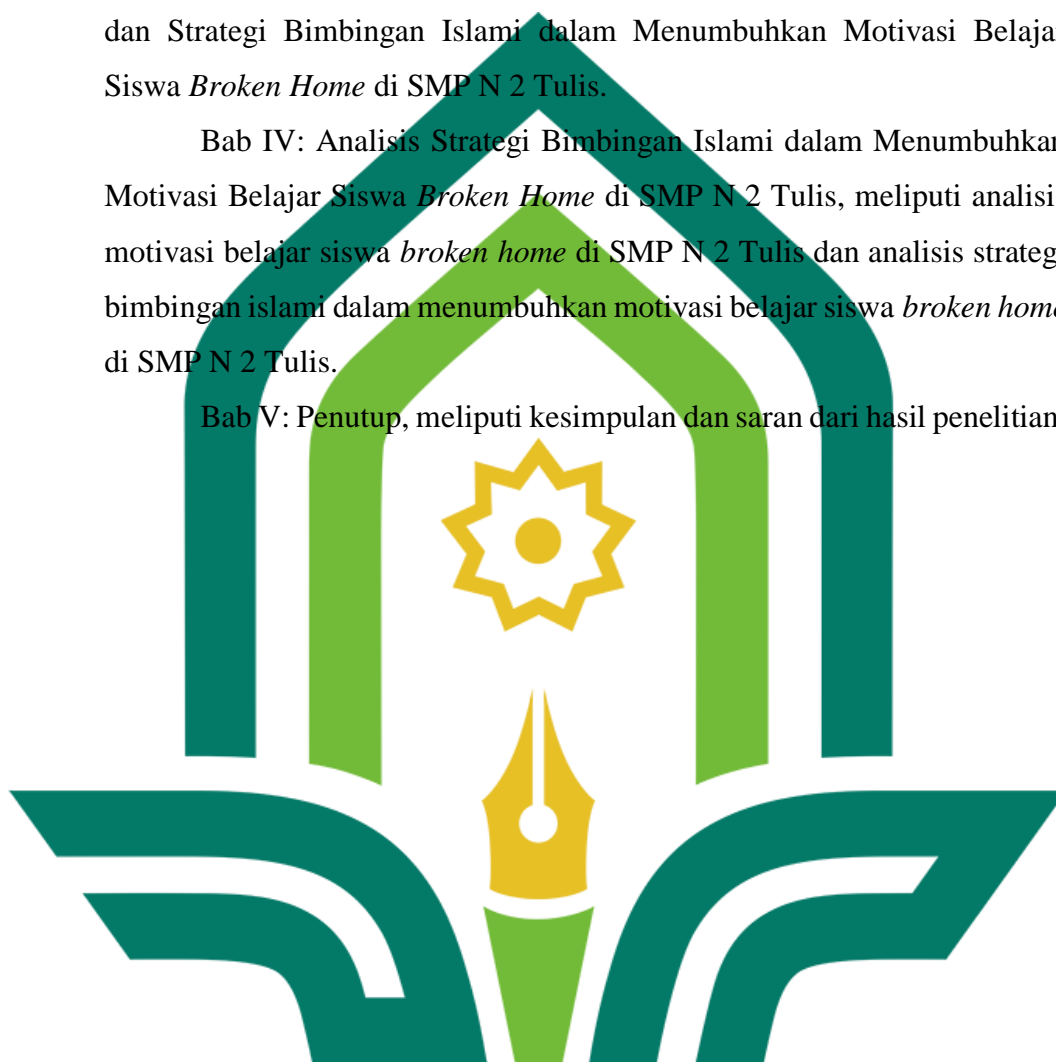 dan Strategi Bimbingan Islami dalam Menumbuhkan Motivasi Belajar
Siswa Broken Home di SMP N 2 Tulis.
Bab IV: Analisis Strategi Bimbingan Islami dalam Menumbuhkan
Motivasi Belajar Siswa Broken Home di SMP N 2 Tulis, meliputi analisi
motivasi belajar siswa broken home di SMP N 2 Tulis dan analisis strateg
bimbingan islami dalam menumbuhkan motivasi belajar siswa broken home
di SMP N 2 Tulis.
Bab V: Penutup, meliputi kesimpulan dan saran dari hasil penelitian